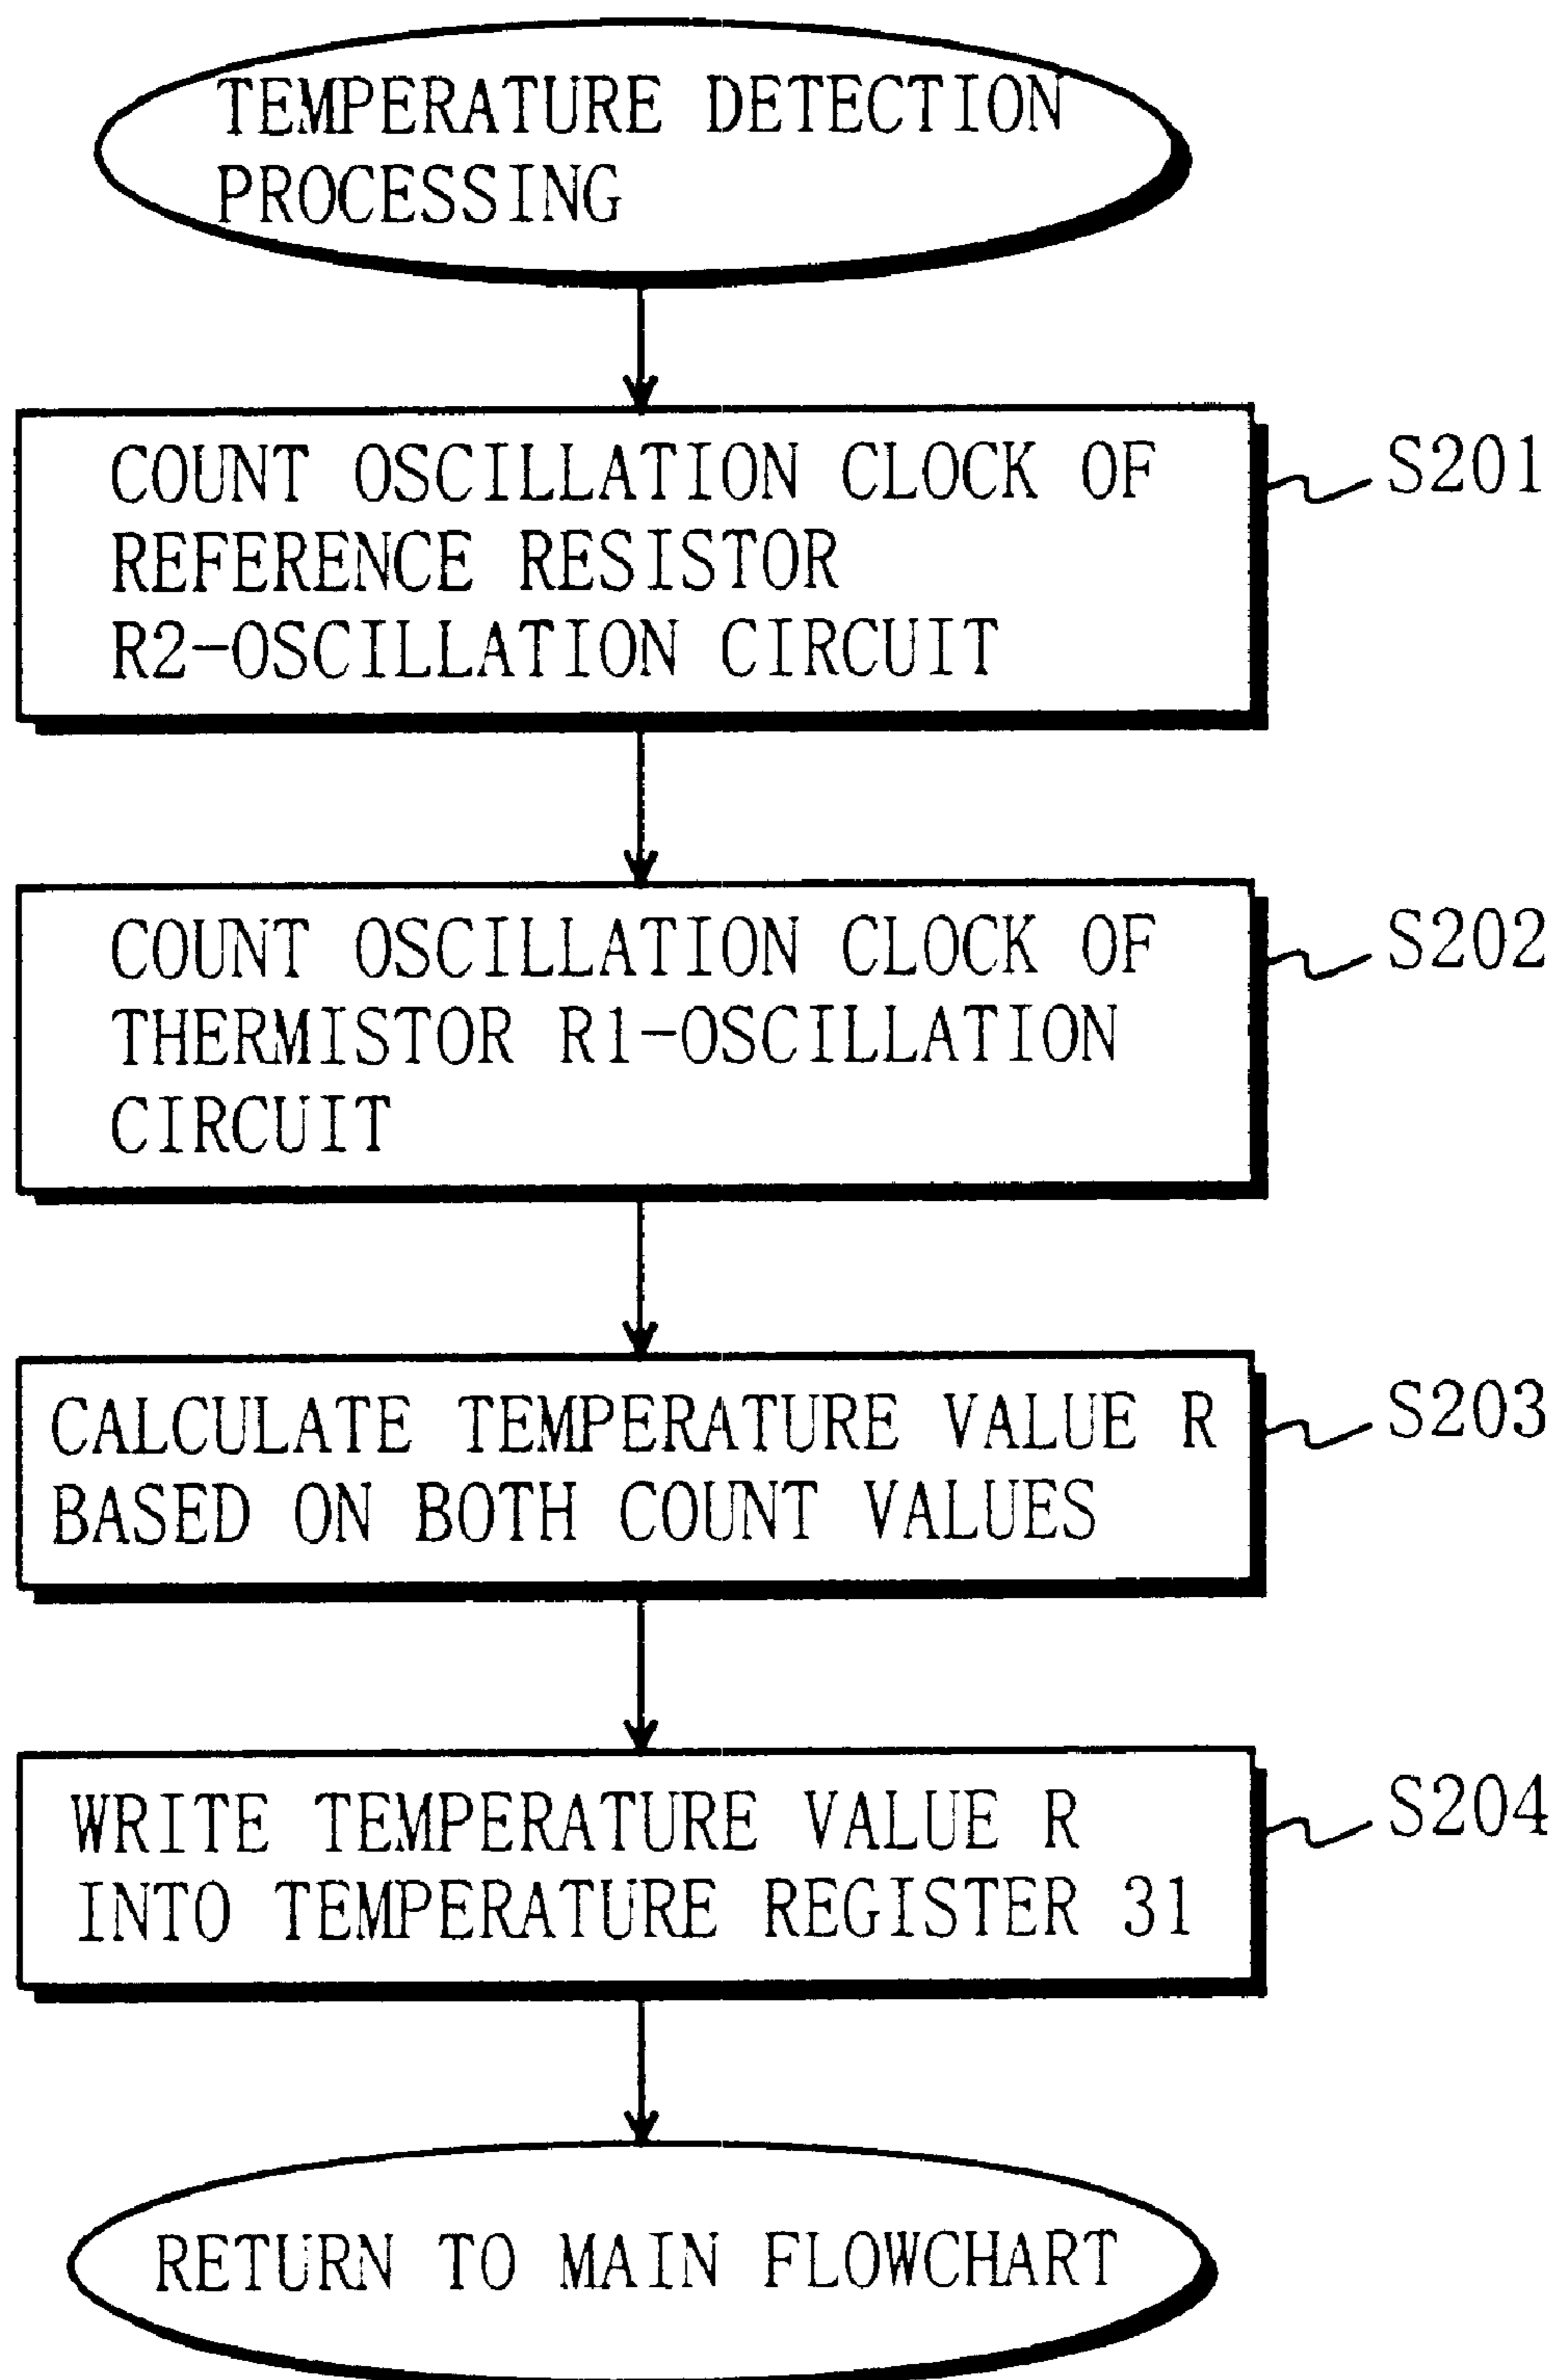 TEMPERATURE DETECTION
PROCESSING
COUNT OSCILLATION CLOCK OF
REFERENCE RESISTOR
R2-OSCILLATION CIRCUIT
S201
COUNT OSCILLATION CLOCK OF
THERMISTOR R1-OSCILLATION
CIRCUIT
S202
CALCULATE TEMPERATURE VALUE R
BASED ON BOTH COUNT VALUES
S203
WRITE TEMPERATURE VALUE R
INTO TEMPERATURE REGISTER 31
S204
RETURN TO MAIN FLOWCHART